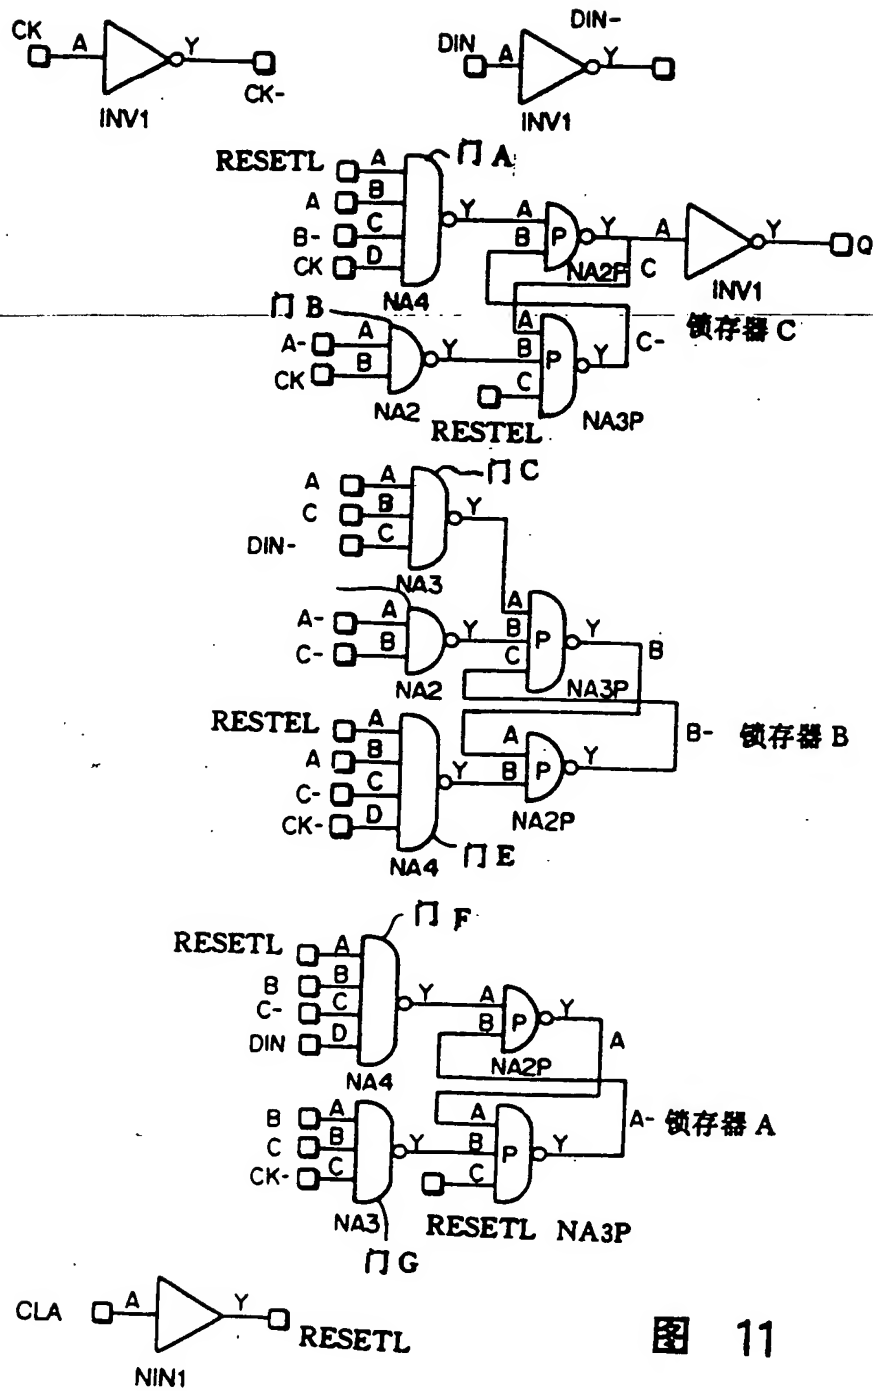 CK A Y CK-
INV1
DIN A DIN- Y
INV1
RESETL A 门 A
A B
B- C Y
CK D
NA4
A P Y
B NA2P C
A Y Q
INV1
门 B
A- A
CK B Y
NA2
A
B P Y C- 锁存器 C
C
NA3P
RESTEL
A A 门 C
C B Y
DIN- C
NA3
A- A
C- B Y
NA2
A
B P Y B
C
NA3P
RESTEL A
A B
C- C Y
CK- D
NA4 门 E
A
B P Y B- 锁存器 B
NA2P
RESETL A 门 F
B B
C- C Y
DIN D
NA4
A
B P Y A
NA2P
B A
C B Y
CK- C
NA3
门 G
A
B P Y A- 锁存器 A
C
RESETL NA3P
CLA A Y RESETL
NIN1
图 11